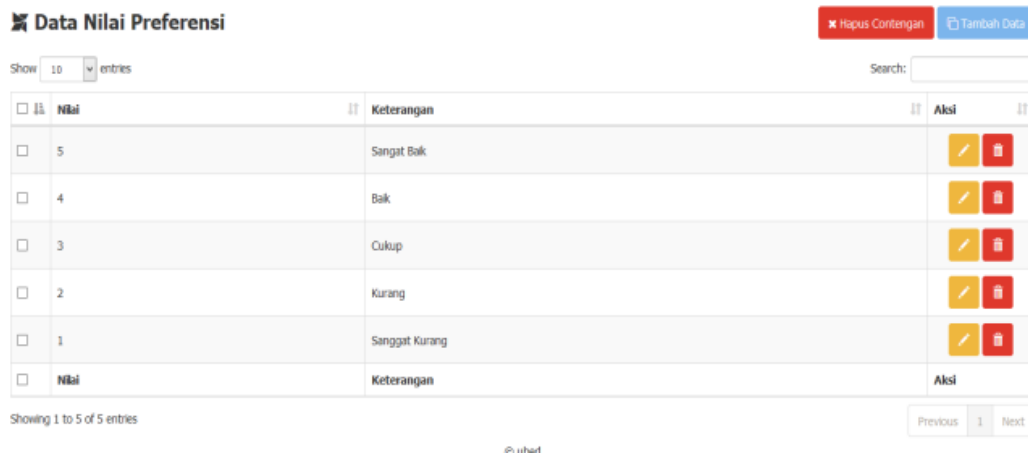 Data Nilai Preferensi
Hapus Contengan Tambah Data
Show 10 entries Search:
Nilai Keterangan Aksi
5 Sangat Baik
4 Baik
3 Cukup
2 Kurang
1 Sanggat Kurang
Nilai Keterangan Aksi
Showing 1 to 5 of 5 entries Previous 1 Next
©